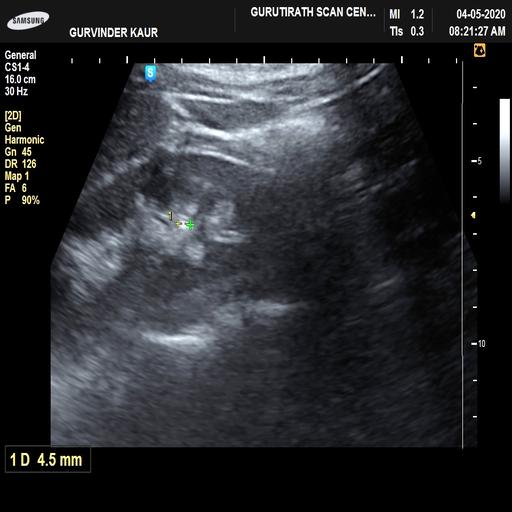 SAMSUNG
GURVINDER KAUR
GURUTIRATH SCAN CEN...
MI 1.2
TIs 0.3
04-05-2020
08:21:27 AM
General
CS1-4
16.0 cm
30 Hz
[2D]
Gen
Harmonic
Gn 45
DR 126
Map 1
FA 6
P 90%
S
5
1
10
1 D 4.5 mm